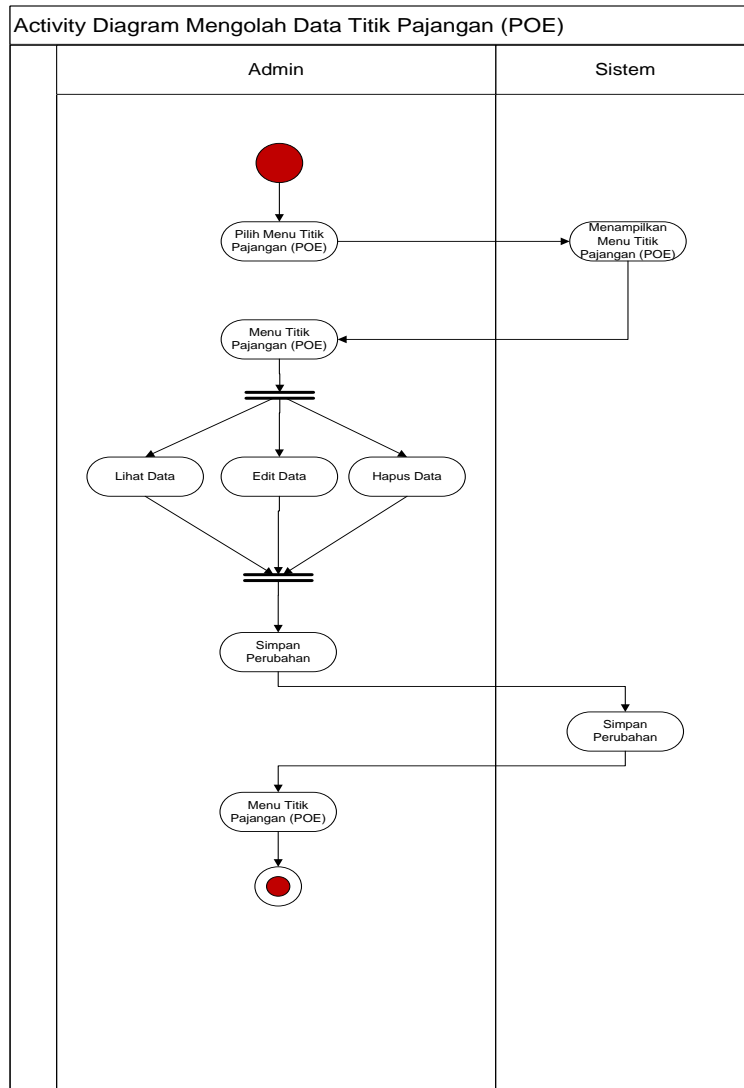 Activity Diagram Mengolah Data Titik Pajangan (POE)
Admin
Sistem
Pilih Menu Titik
Pajangan (POE)
Menampilkan
Menu Titik
Pajangan (POE)
Menu Titik
Pajangan (POE)
Lihat Data
Edit Data
Hapus Data
Simpan
Perubahan
Simpan
Perubahan
Menu Titik
Pajangan (POE)